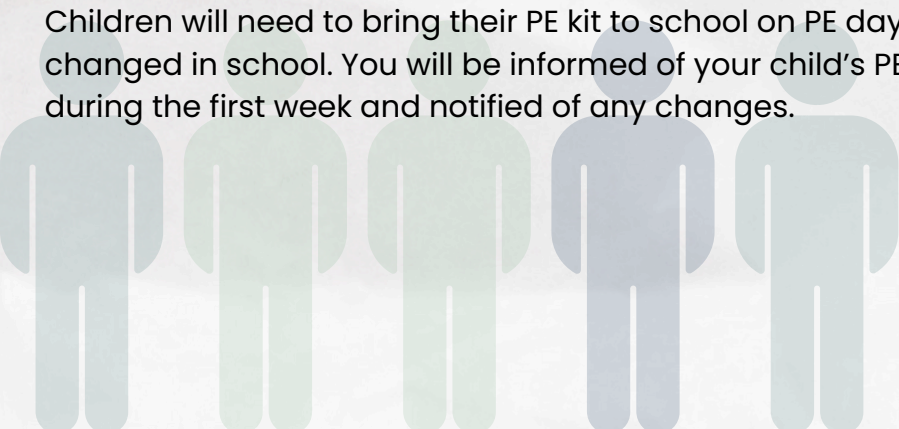 Children will need to bring their PE kit to school on PE day
changed in school. You will be informed of your child’s PE
during the first week and notified of any changes.